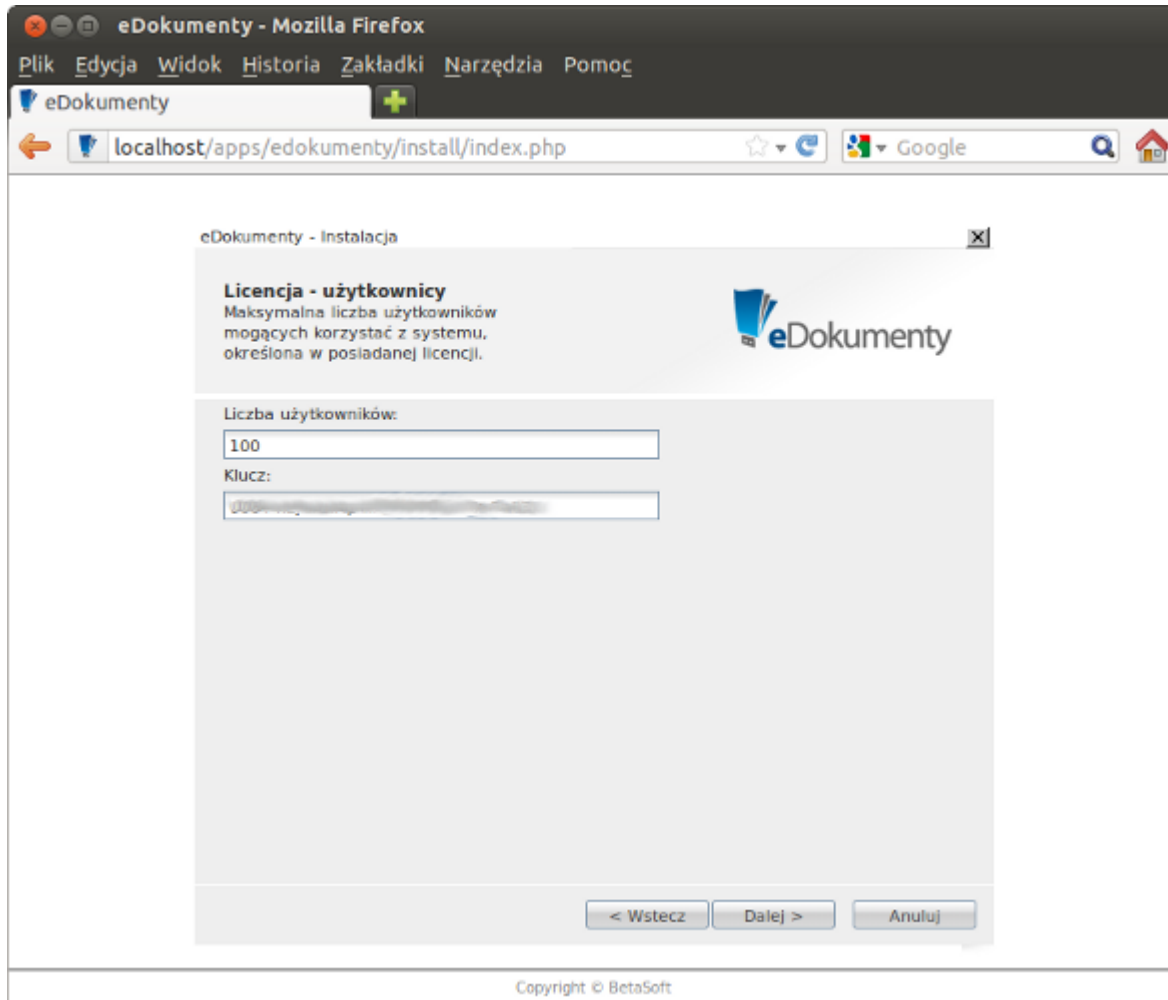 eDokumenty - Mozilla Firefox
Plik Edycja Widok Historia Zakładki Narzędzia Pomoc
eDokumenty
localhost/apps/edokumenty/install/index.php Google
eDokumenty - Instalacja
Licencja - użytkownicy
Maksymalna liczba użytkowników
mogących korzystać z systemu,
określona w posiadanej licencji.
eDokumenty
Liczba użytkowników:
100
Klucz:
< Wstecz Dalej > Anuluj
Copyright © BetaSoft